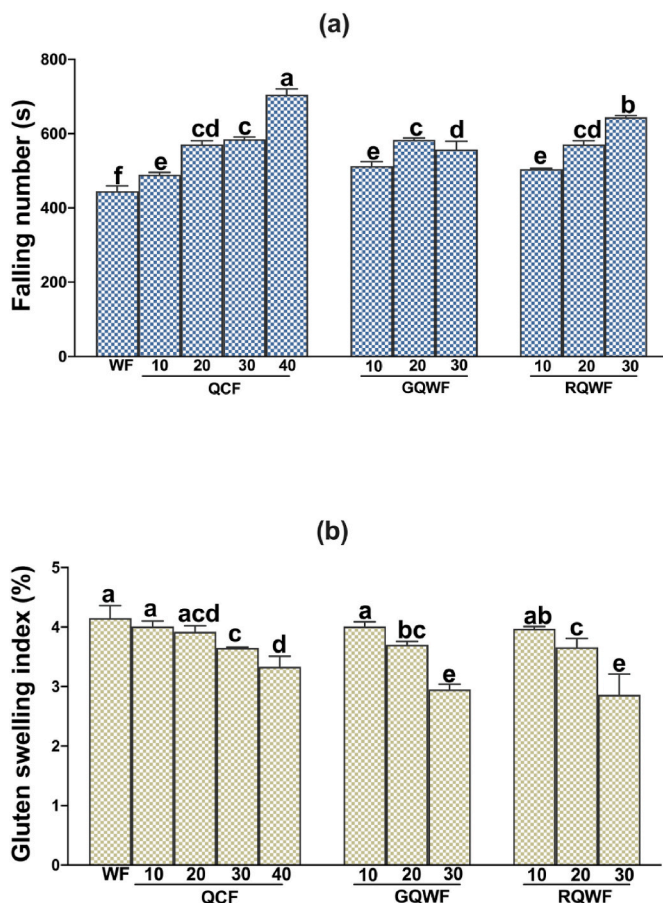 (a)
Falling number (s)
800
600
400
200
0
f
e
cd
c
a
e
c
d
e
cd
b
WF 10 20 30 40 10 20 30 10 20 30
QCF GQWF RQWF
(b)
Gluten swelling index (%)
5
4
3
2
1
0
a
a
acd
c
d
a
bc
e
ab
c
e
WF 10 20 30 40 10 20 30 10 20 30
QCF GQWF RQWF